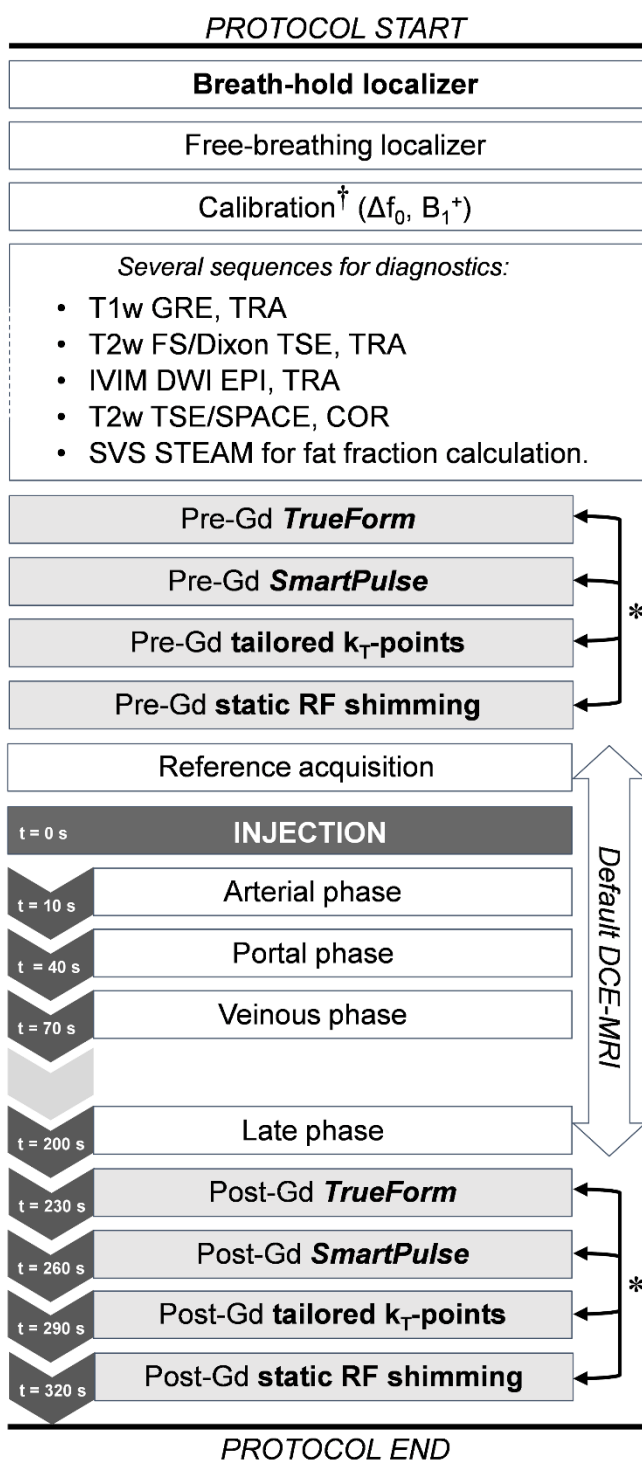 PROTOCOL START
Breath-hold localizer
Free-breathing localizer
Calibration† (Δf₀, B₁⁺)
Several sequences for diagnostics:
• T1w GRE, TRA
• T2w FS/Dixon TSE, TRA
• IVIM DWI EPI, TRA
• T2w TSE/SPACE, COR
• SVS STEAM for fat fraction calculation.
Pre-Gd TrueForm
Pre-Gd SmartPulse
*
Pre-Gd tailored kT-points
Pre-Gd static RF shimming
Reference acquisition
t = 0 s INJECTION
t = 10 s Arterial phase
t = 40 s Portal phase
t = 70 s Veinous phase
Default DCE-MRI
t = 200 s Late phase
t = 230 s Post-Gd TrueForm
t = 260 s Post-Gd SmartPulse
*
t = 290 s Post-Gd tailored kT-points
t = 320 s Post-Gd static RF shimming
PROTOCOL END